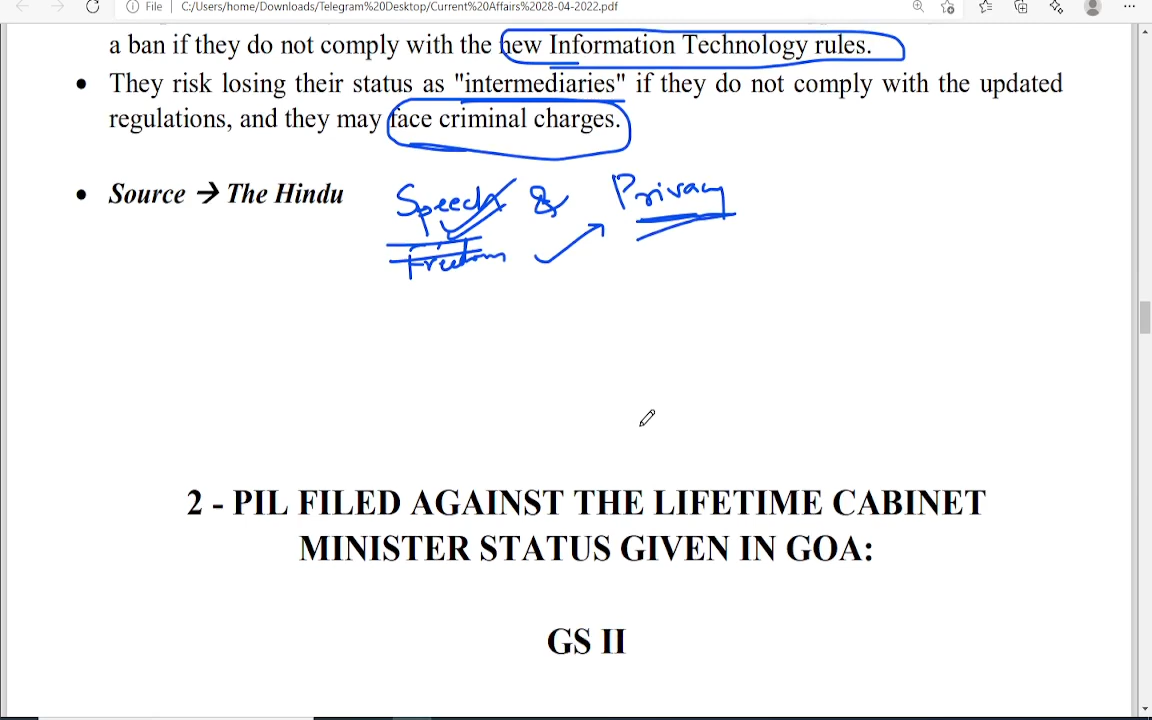 File | C:/Users/home/Downloads/Telegram%20Desktop/Current%20Affairs%2028-04-2022.pdf
a ban if they do not comply with the new Information Technology rules.
• They risk losing their status as "intermediaries" if they do not comply with the updated
regulations, and they may face criminal charges.
• Source → The Hindu
Speech & Privacy
Freedom
2 - PIL FILED AGAINST THE LIFETIME CABINET
MINISTER STATUS GIVEN IN GOA:
GS II